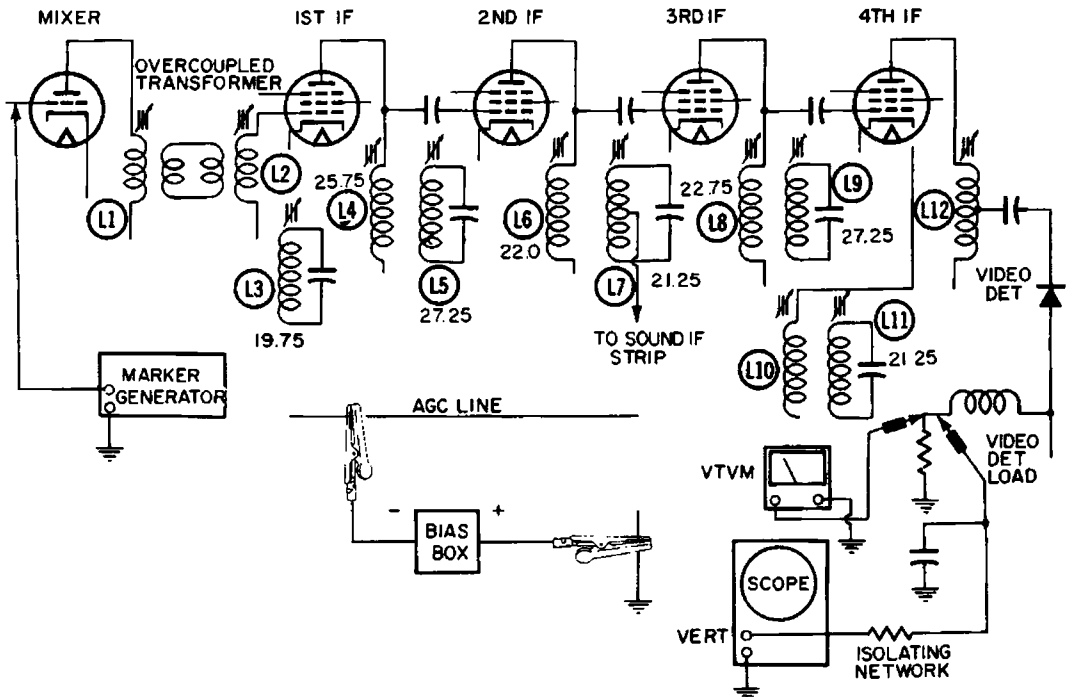 MIXER
1ST IF
2ND IF
3RD IF
4TH IF
OVERCOUPLED
TRANSFORMER
L1
L2
L3
19.75
25.75
L4
L5
27.25
L6
22.0
L7
21.25
TO SOUND IF
STRIP
22.75
L8
L9
27.25
L10
L11
21.25
L12
VIDEO
DET
MARKER
GENERATOR
AGC LINE
-
BIAS
BOX
+
VTVM
VIDEO
DET
LOAD
SCOPE
VERT
ISOLATING
NETWORK